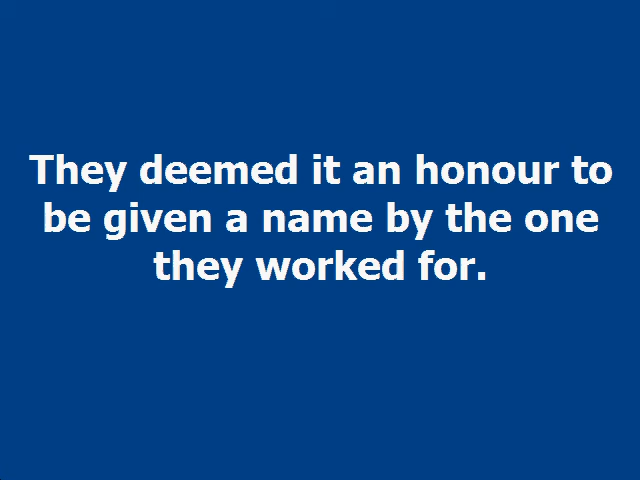 They deemed it an honour to
be given a name by the one
they worked for.